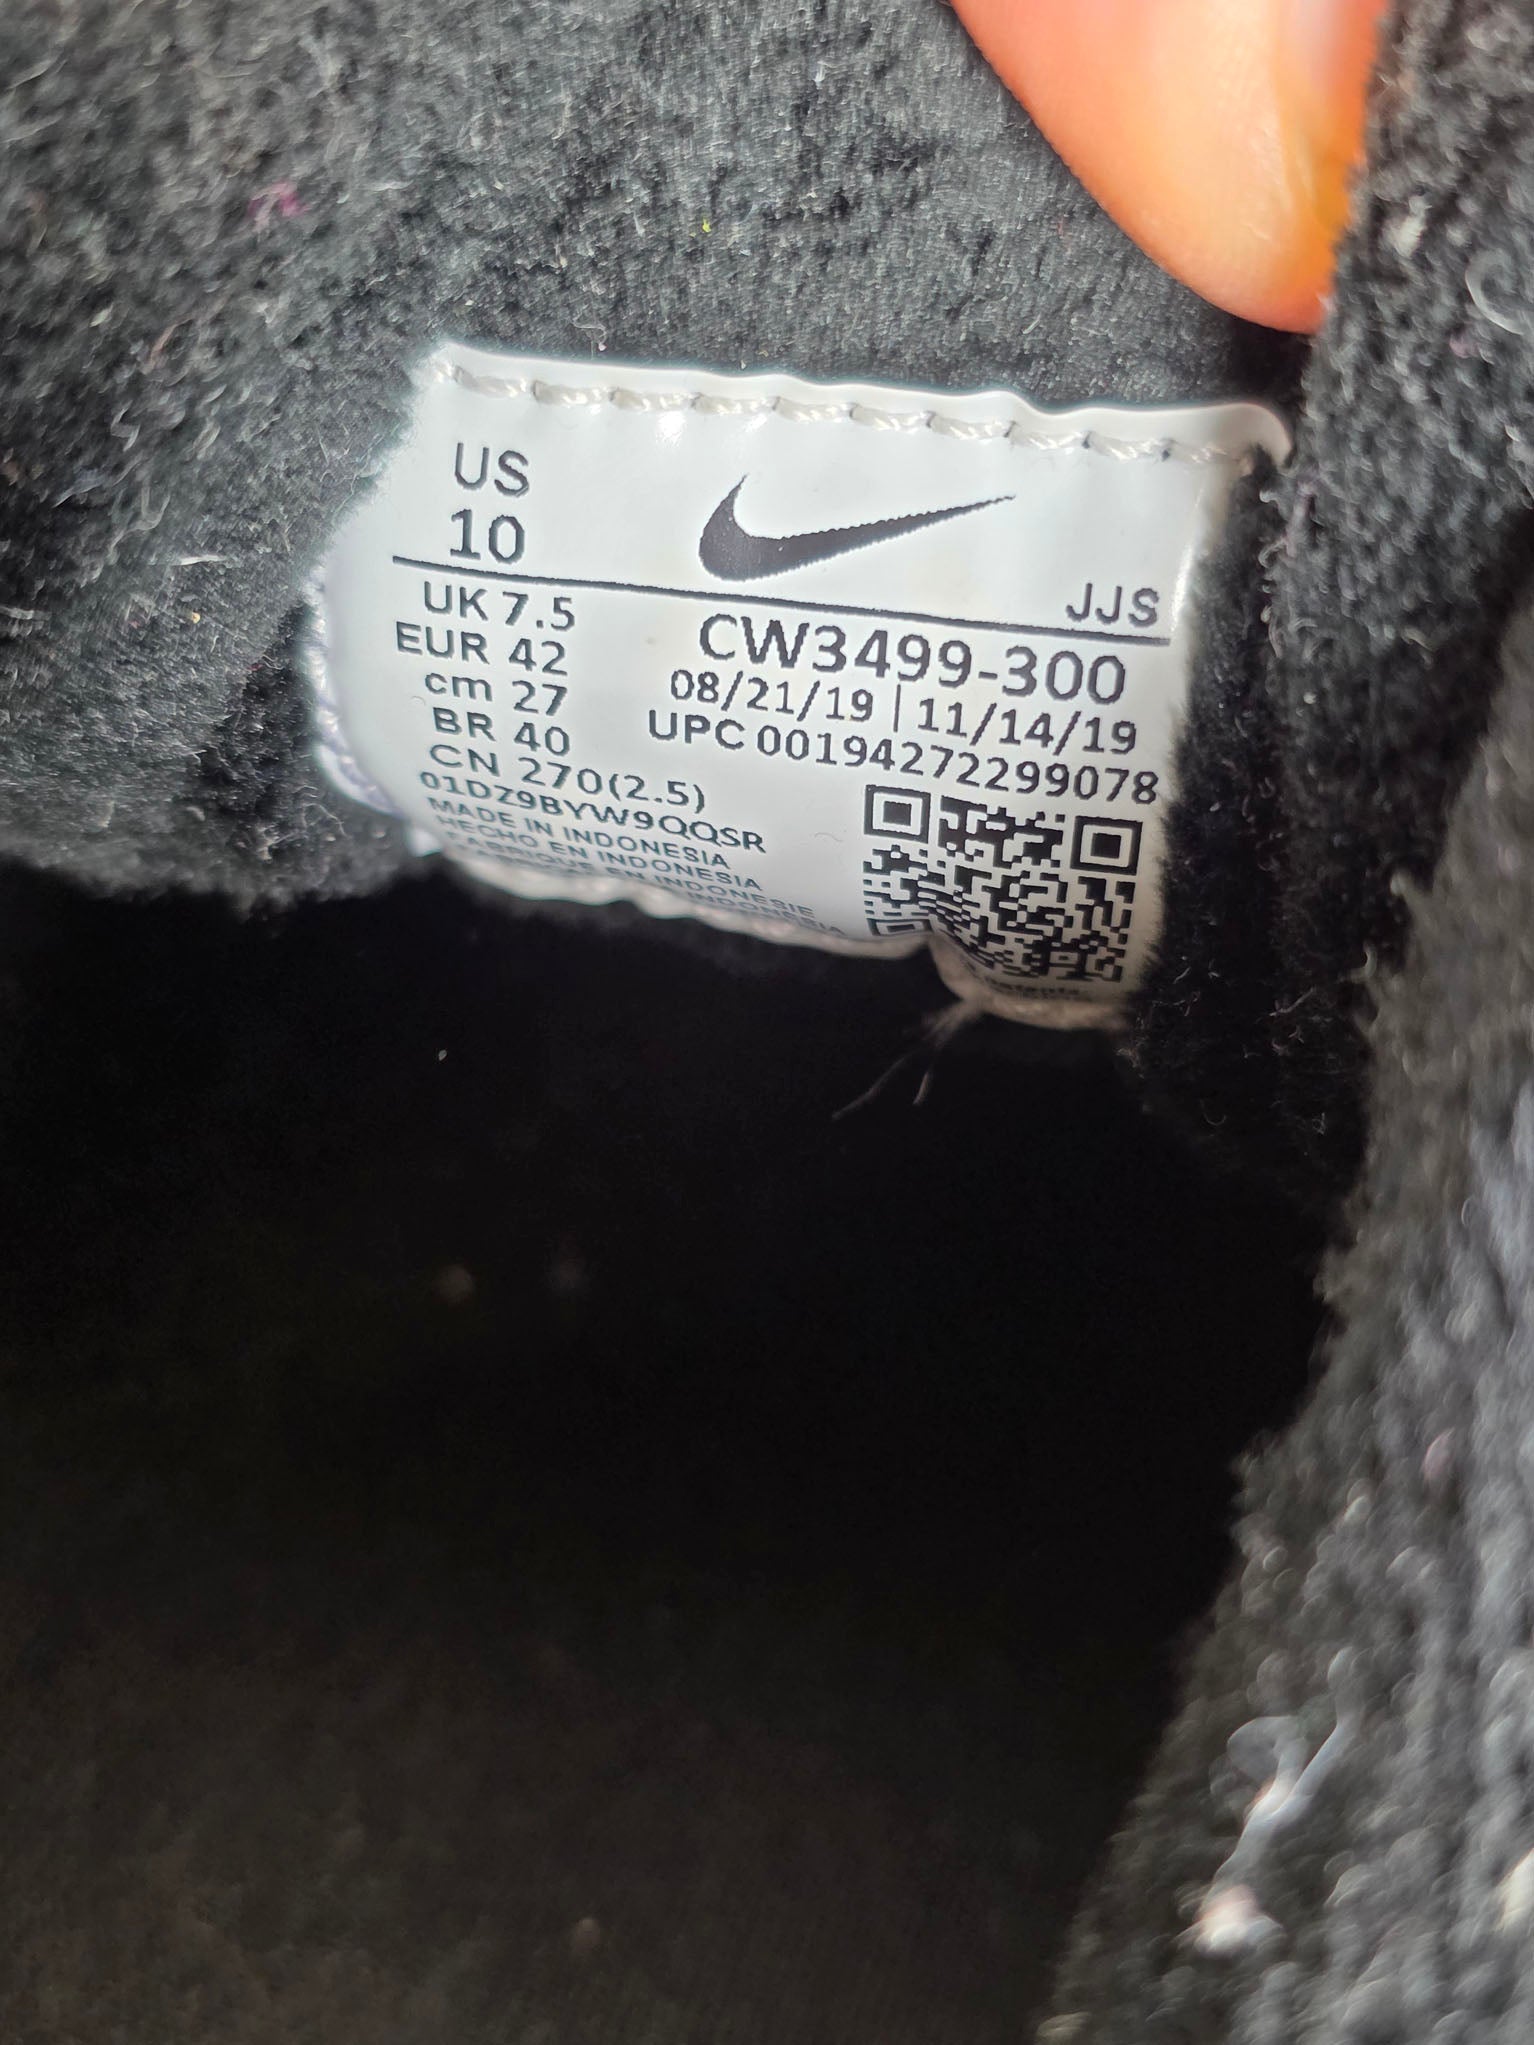 US
10
JJS
UK 7.5
EUR 42
cm 27
BR 40
CN 270(2.5)
CW3499-300
08/21/19 | 11/14/19
UPC 00194272299078
01DZ9BYW9QQSR
MADE IN INDONESIA
HECHO EN INDONESIA
FABRIQUE EN INDONESIE
INDONESIA